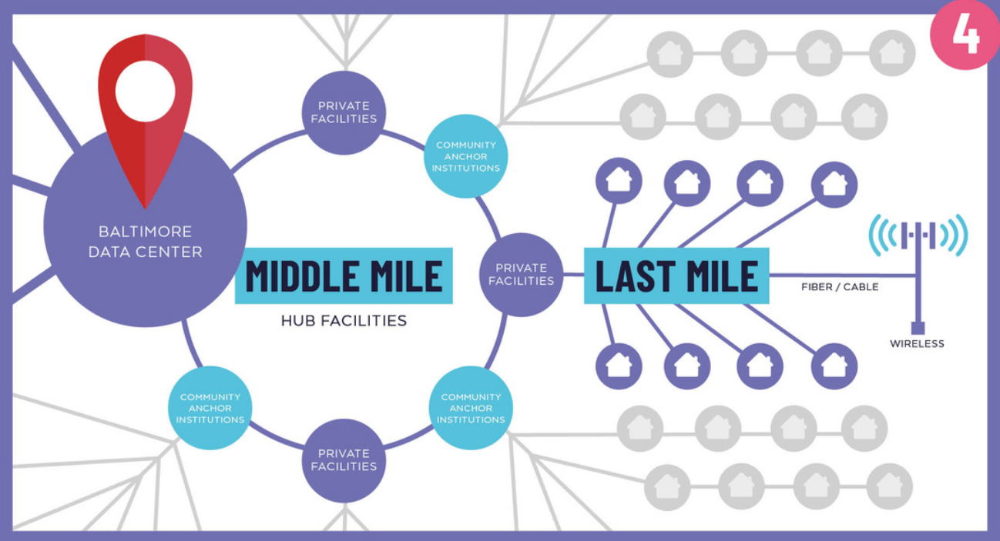 4
PRIVATE
FACILITIES
COMMUNITY
ANCHOR
INSTITUTIONS
BALTIMORE
DATA CENTER
MIDDLE MILE
HUB FACILITIES
PRIVATE
FACILITIES
LAST MILE
FIBER / CABLE
WIRELESS
COMMUNITY
ANCHOR
INSTITUTIONS
COMMUNITY
ANCHOR
INSTITUTIONS
PRIVATE
FACILITIES